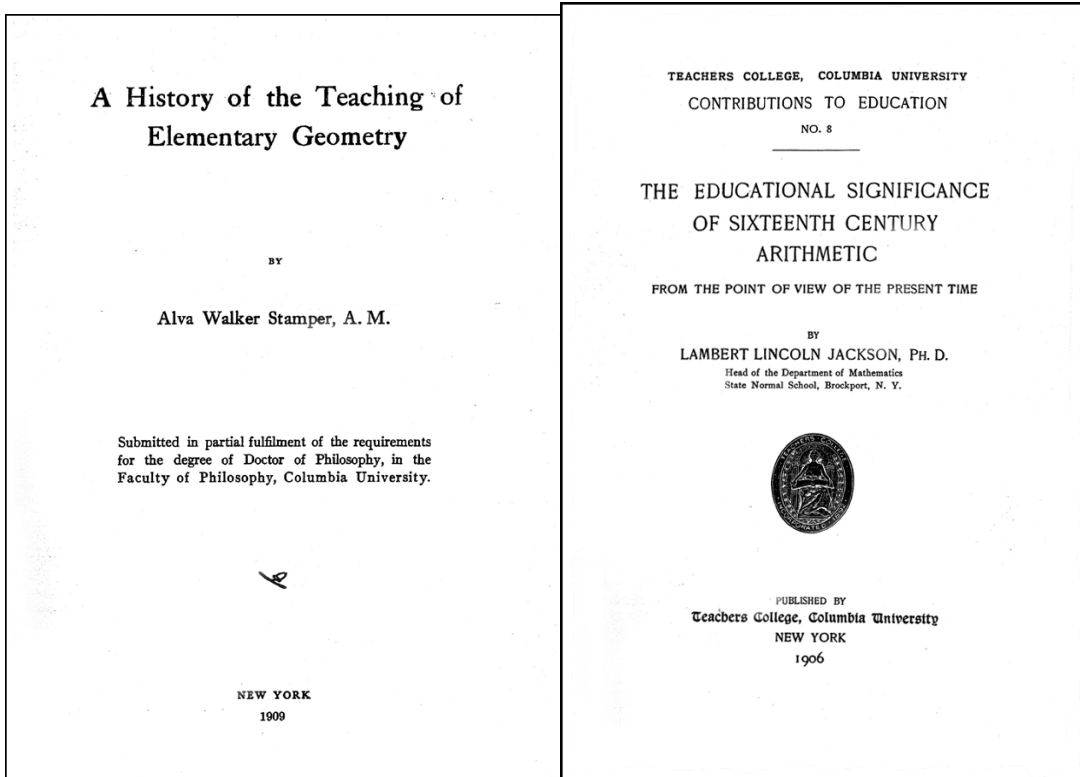 A History of the Teaching of
Elementary Geometry
BY
Alva Walker Stamper, A. M.
Submitted in partial fulfilment of the requirements
for the degree of Doctor of Philosophy, in the
Faculty of Philosophy, Columbia University.
NEW YORK
1909
TEACHERS COLLEGE, COLUMBIA UNIVERSITY
CONTRIBUTIONS TO EDUCATION
NO. 8
THE EDUCATIONAL SIGNIFICANCE
OF SIXTEENTH CENTURY
ARITHMETIC
FROM THE POINT OF VIEW OF THE PRESENT TIME
BY
LAMBERT LINCOLN JACKSON, PH. D.
Head of the Department of Mathematics
State Normal School, Brockport, N. Y.
TEACHERS COLLEGE
INCORPORATED
PUBLISHED BY
Teachers College, Columbia University
NEW YORK
1906